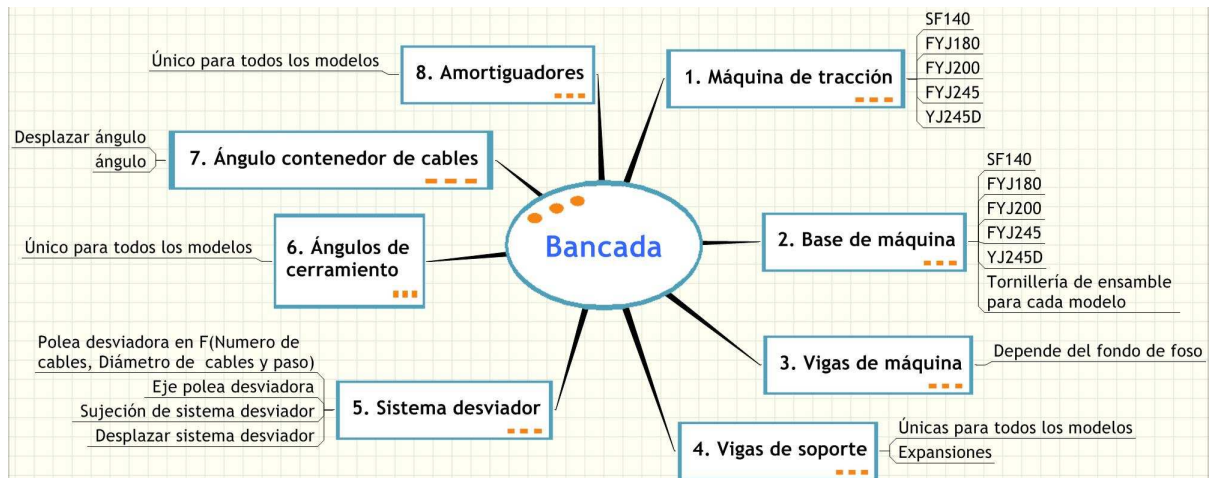 Bancada
1. Máquina de tracción
SF140
FYJ180
FYJ200
FYJ245
YJ245D
2. Base de máquina
SF140
FYJ180
FYJ200
FYJ245
YJ245D
Tornillería de ensamble
para cada modelo
3. Vigas de máquina
Depende del fondo de foso
4. Vigas de soporte
Únicas para todos los modelos
Expansiones
5. Sistema desviador
Polea desviadora en F(Numero de
cables, Diámetro de cables y paso)
Eje polea desviadora
Sujeción de sistema desviador
Desplazar sistema desviador
6. Ángulos de
cerramiento
Único para todos los modelos
7. Ángulo contenedor de cables
Desplazar ángulo
ángulo
8. Amortiguadores
Único para todos los modelos